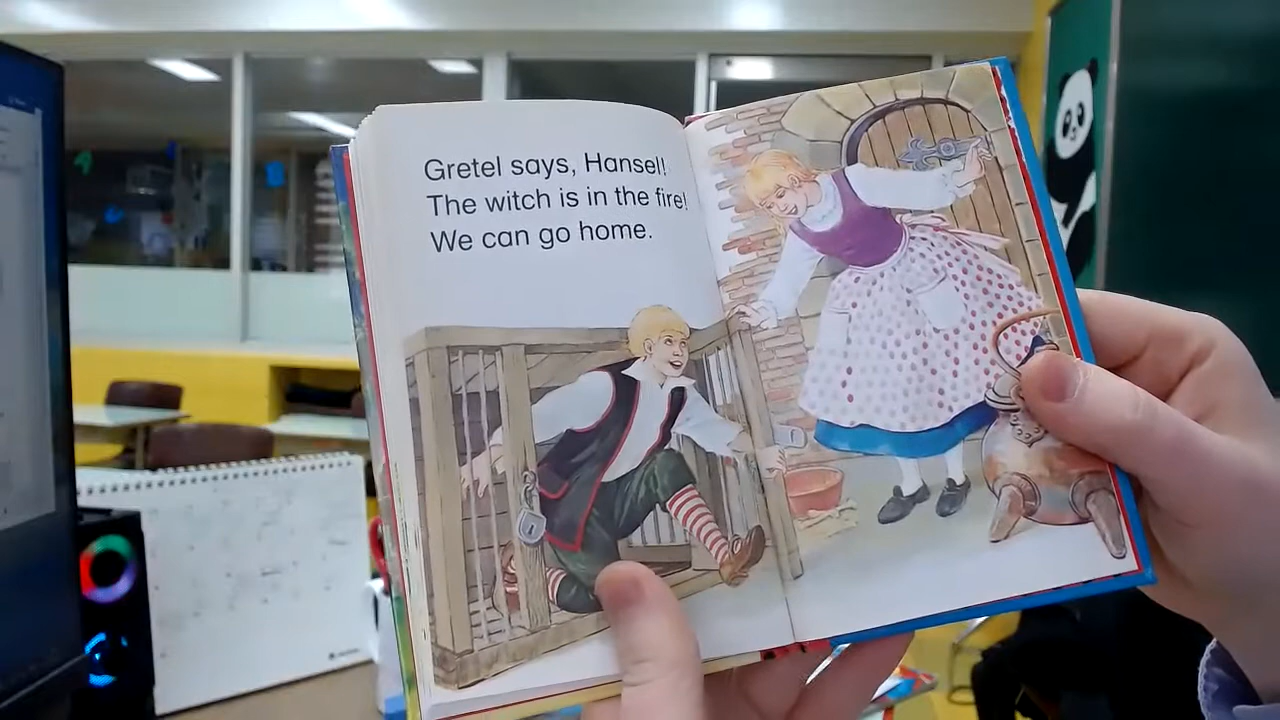 Gretel says, Hansel!
The witch is in the fire!
We can go home.